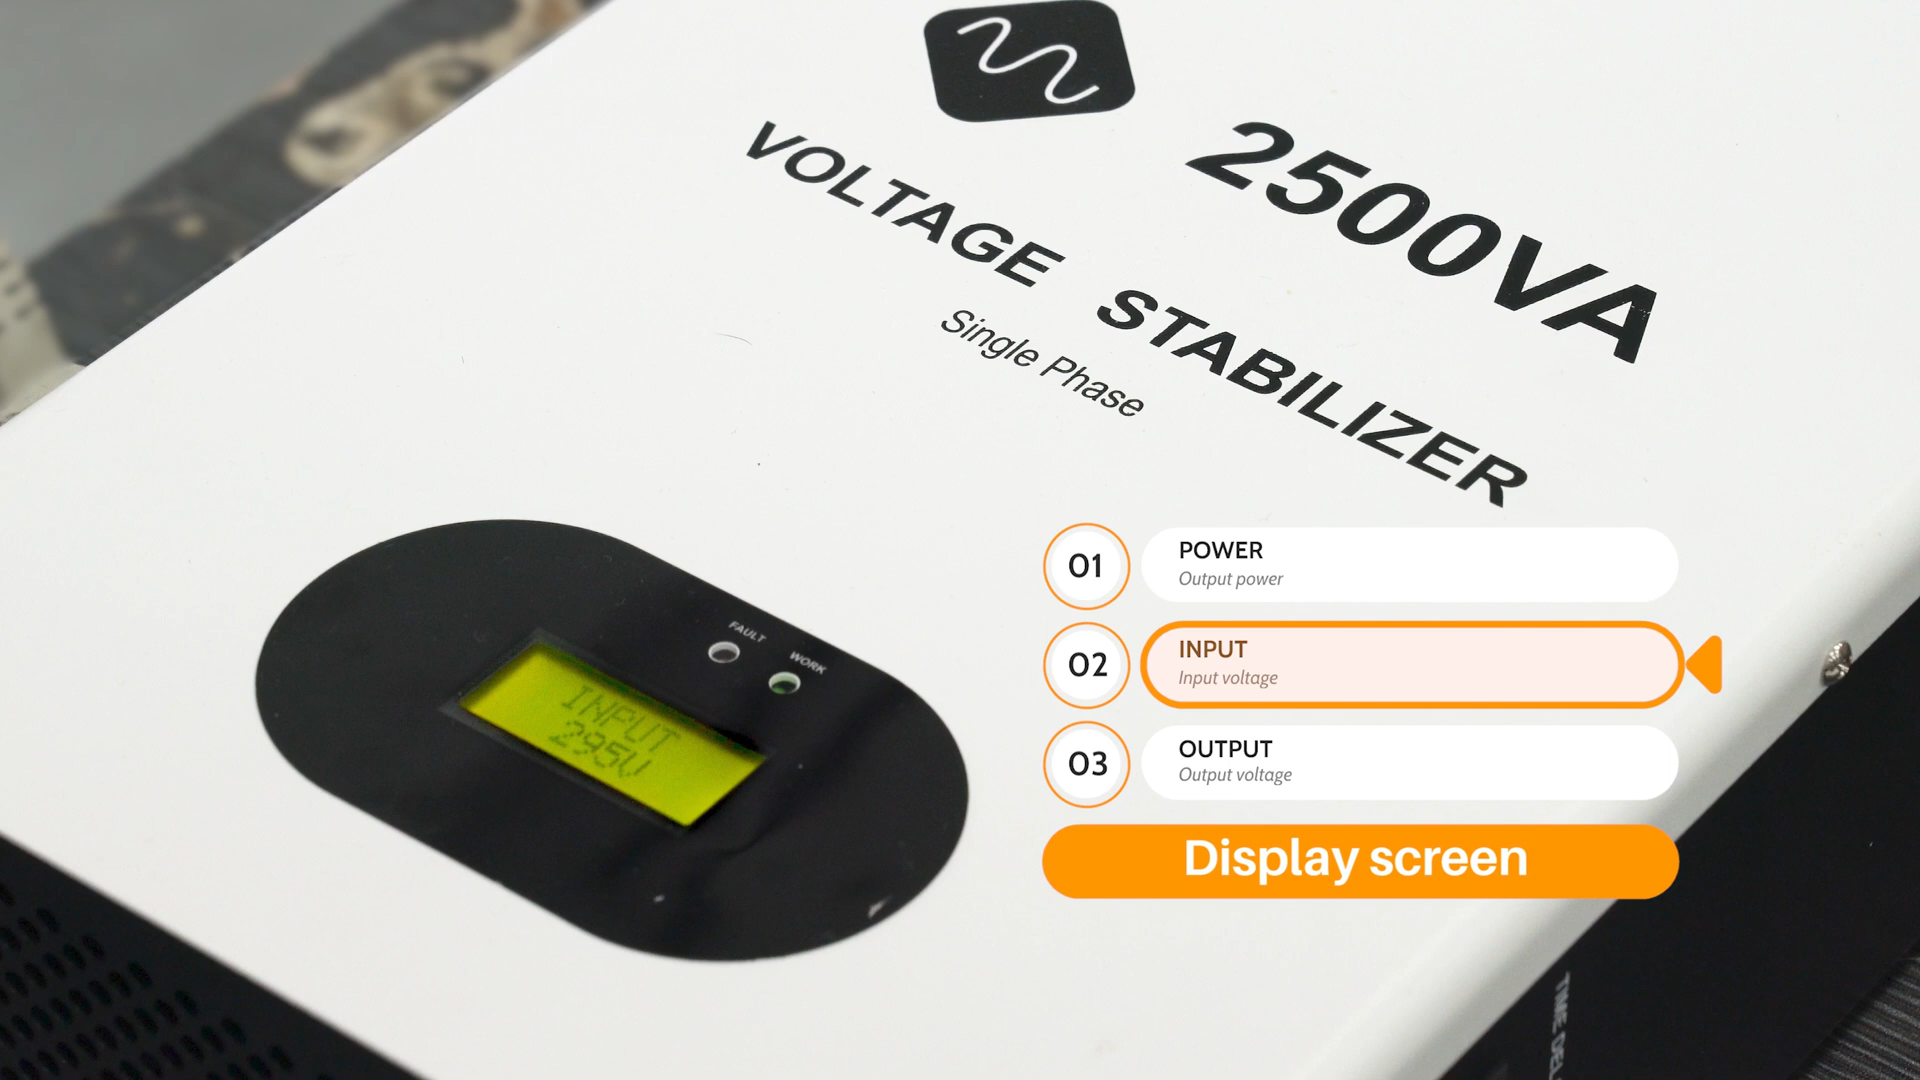 2500VA
VOLTAGE STABILIZER
Single Phase
FAULT
WORK
INPUT
295V
01
POWER
Output power
02
INPUT
Input voltage
03
OUTPUT
Output voltage
Display screen
TIME